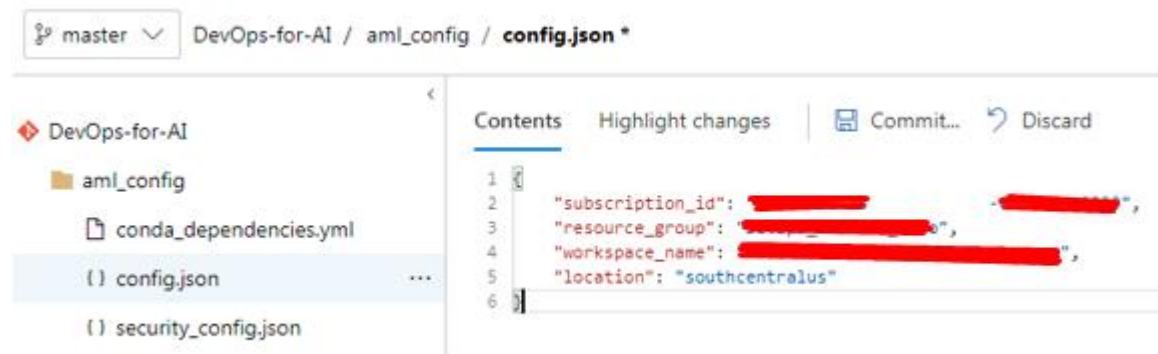 master DevOps-for-AI / aml_config / config.json *
DevOps-for-AI
aml_config
conda_dependencies.yml
{} config.json ...
{} security_config.json
Contents Highlight changes Commit... Discard
1 {
2 "subscription_id": " - ",
3 "resource_group": " ",
4 "workspace_name": " ",
5 "location": "southcentralus"
6 }